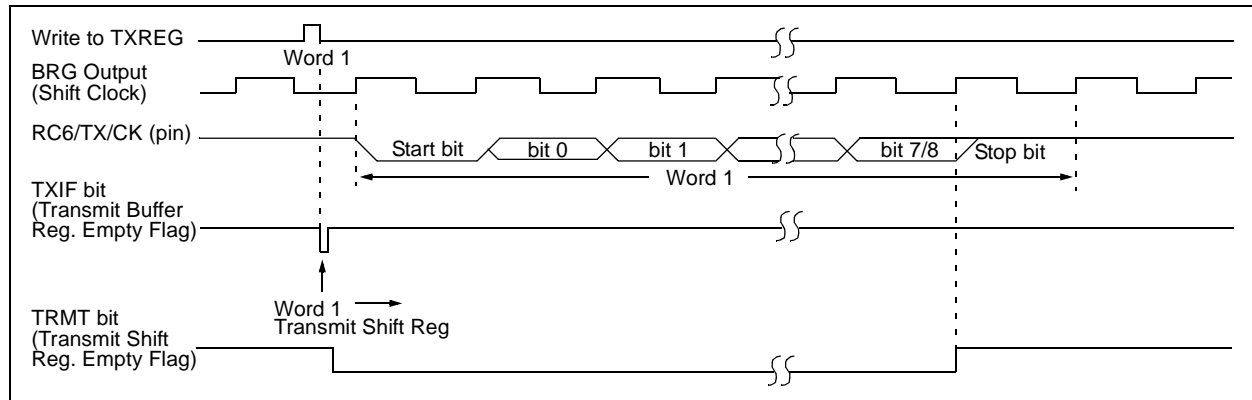 Write to TXREG
Word 1
BRG Output
(Shift Clock)
RC6/TX/CK (pin)
Start bit
bit 0
bit 1
bit 7/8
Stop bit
Word 1
TXIF bit
(Transmit Buffer
Reg. Empty Flag)
Word 1
Transmit Shift Reg
TRMT bit
(Transmit Shift
Reg. Empty Flag)